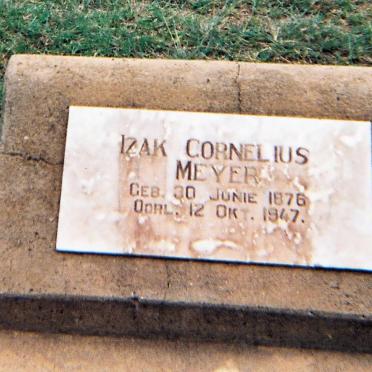 IZAK CORNELIUS
MEYER
GEB. 30 JUNIE 1876
OORL. 12 OKT. 1947.